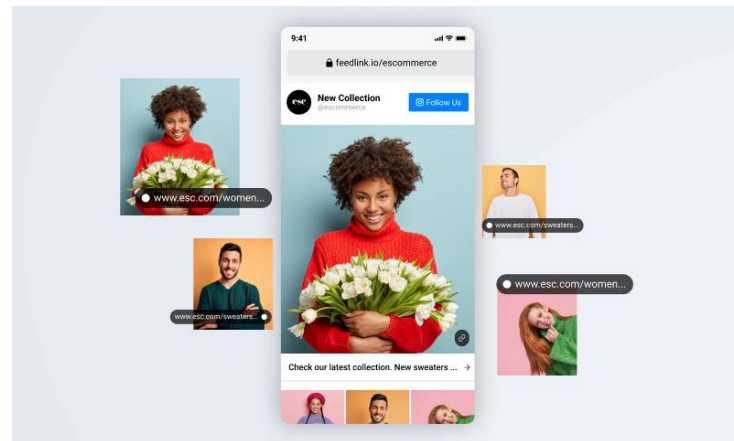 9:41
feedlink.io/escommerce
esc
New Collection
@escommerce
Follow Us
www.esc.com/women...
www.esc.com/sweaters...
www.esc.com/sweaters...
www.esc.com/women...
Check our latest collection. New sweaters ... →